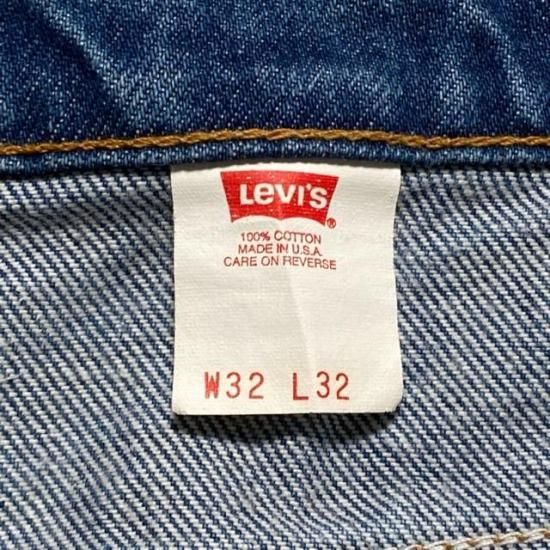 Levi's
®
100% COTTON
MADE IN U.S.A.
CARE ON REVERSE
W32 L32